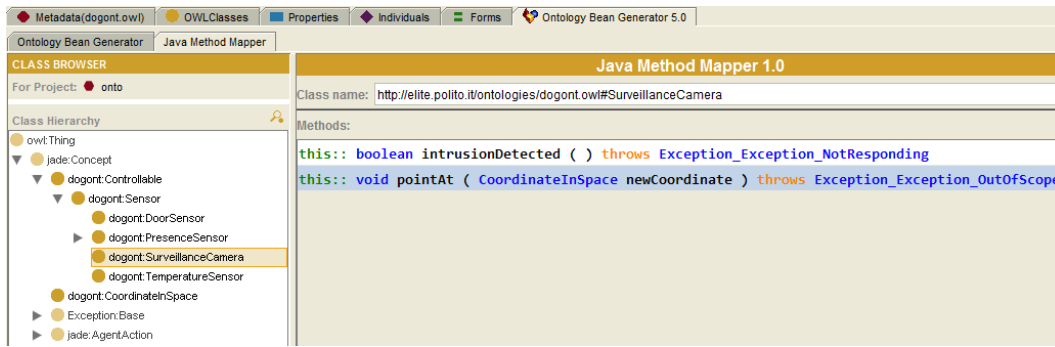 Metadata(dogont.owl) OWLClasses Properties Individuals Forms Ontology Bean Generator 5.0
Ontology Bean Generator Java Method Mapper
CLASS BROWSER
For Project: onto
Class Hierarchy
owl:Thing
jade:Concept
dogont:Controllable
dogont:Sensor
dogont:DoorSensor
dogont:PresenceSensor
dogont:SurveillanceCamera
dogont:TemperatureSensor
dogont:CoordinateInSpace
Exception:Base
jade:AgentAction
Java Method Mapper 1.0
Class name: http://elite.polito.it/ontologies/dogont.owl#SurveillanceCamera
Methods:
this:: boolean intrusionDetected ( ) throws Exception_Exception_NotResponding
this:: void pointAt ( CoordinateInSpace newCoordinate ) throws Exception_Exception_OutOfScope